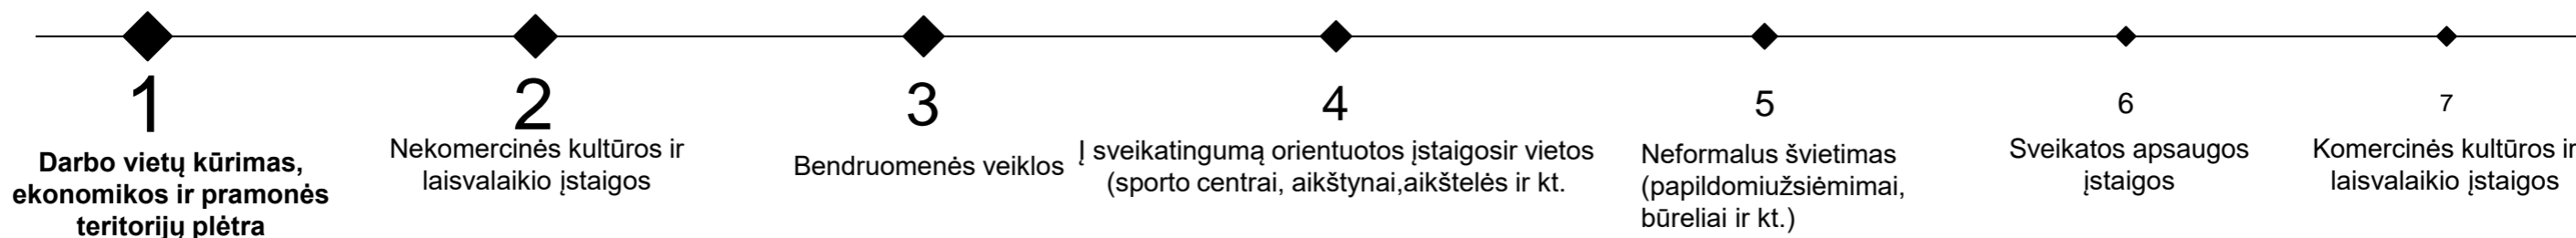 1
Darbo vietų kūrimas,
ekonomikos ir pramonės
teritorijų plėtra
2
Nekomercinės kultūros ir
laisvalaikio įstaigos
3
Bendruomenės veiklos
4
Į sveikatingumą orientuotos įstaigosir vietos
(sporto centrai, aikštynai,aikštelės ir kt.
5
Neformalus švietimas
(papildomiužsiėmimai,
būreliai ir kt.)
6
Sveikatos apsaugos
įstaigos
7
Komercinės kultūros ir
laisvalaikio įstaigos